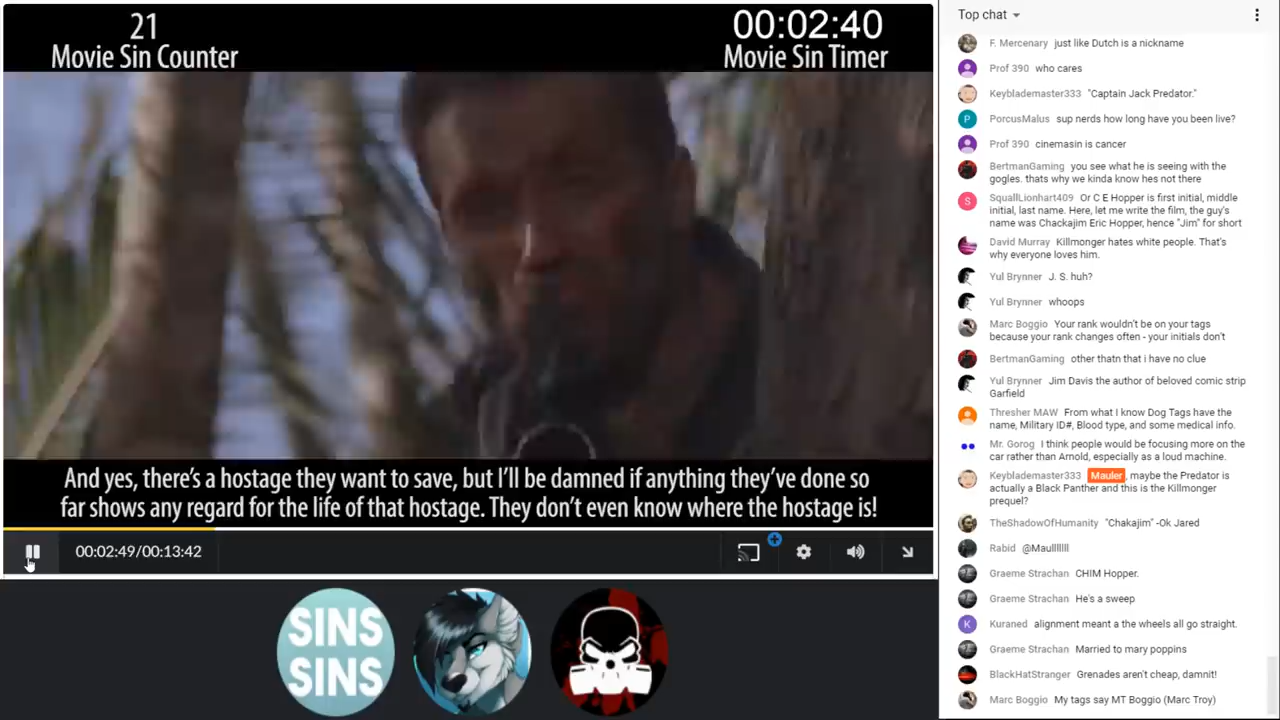 21
Movie Sin Counter
00:02:40
Movie Sin Timer
And yes, there's a hostage they want to save, but I'll be damned if anything they've done so
far shows any regard for the life of that hostage. They don't even know where the hostage is!
00:02:49/00:13:42
SINS
SINS
Top chat
F. Mercenary just like Dutch is a nickname
Prof 390 who cares
Keyblademaster333 "Captain Jack Predator."
P
PorcusMalus sup nerds how long have you been live?
Prof 390 cinemasin is cancer
BertmanGaming you see what he is seeing with the
gogles. thats why we kinda know hes not there
S
SquallLionhart409 Or C E Hopper is first initial, middle
initial, last name. Here, let me write the film, the guy's
name was Chackajim Eric Hopper, hence "Jim" for short
David Murray Killmonger hates white people. That's
why everyone loves him.
Yul Brynner J. S. huh?
Yul Brynner whoops
Marc Boggio Your rank wouldn't be on your tags
because your rank changes often - your initials don't
BertmanGaming other thatn that i have no clue
Yul Brynner Jim Davis the author of beloved comic strip
Garfield
Thresher MAW From what I know Dog Tags have the
name, Military ID#, Blood type, and some medical info.
Mr. Gorog I think people would be focusing more on the
car rather than Arnold, especially as a loud machine.
Keyblademaster333 Mauler, maybe the Predator is
actually a Black Panther and this is the Killmonger
prequel?
TheShadowOfHumanity "Chakajim" -Ok Jared
Rabid @Maulllllll
Graeme Strachan CHIM Hopper.
Graeme Strachan He's a sweep
K
Kuraned alignment meant a the wheels all go straight.
Graeme Strachan Married to mary poppins
BlackHatStranger Grenades aren't cheap, damnit!
Marc Boggio My tags say MT Boggio (Marc Troy)